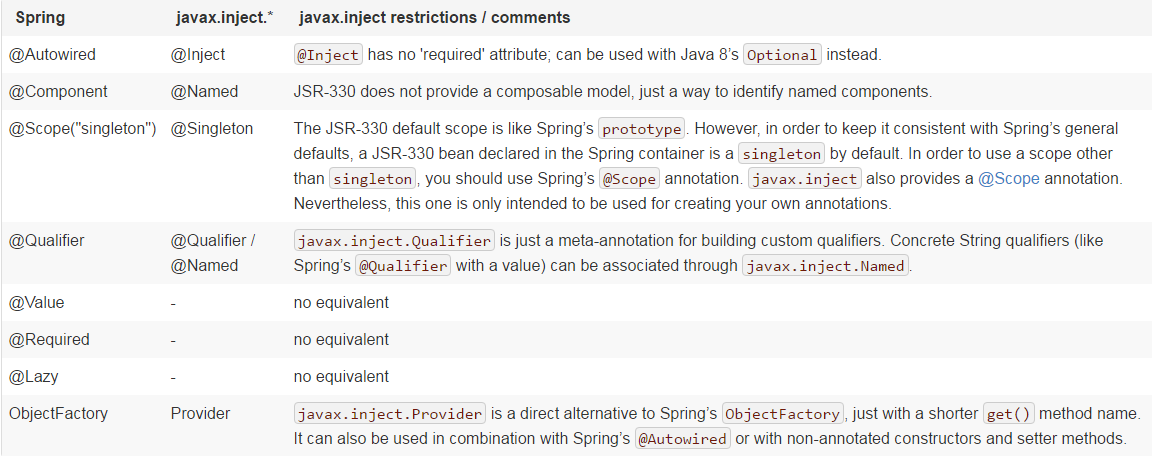 Spring javax.inject.* javax.inject restrictions / comments
@Autowired @Inject @Inject has no 'required' attribute; can be used with Java 8’s Optional instead.
@Component @Named JSR-330 does not provide a composable model, just a way to identify named components.
@Scope("singleton") @Singleton The JSR-330 default scope is like Spring’s prototype. However, in order to keep it consistent with Spring’s general
defaults, a JSR-330 bean declared in the Spring container is a singleton by default. In order to use a scope other
than singleton, you should use Spring’s @Scope annotation. javax.inject also provides a @Scope annotation.
Nevertheless, this one is only intended to be used for creating your own annotations.
@Qualifier @Qualifier / javax.inject.Qualifier is just a meta-annotation for building custom qualifiers. Concrete String qualifiers (like
@Named Spring’s @Qualifier with a value) can be associated through javax.inject.Named.
@Value - no equivalent
@Required - no equivalent
@Lazy - no equivalent
ObjectFactory Provider javax.inject.Provider is a direct alternative to Spring’s ObjectFactory, just with a shorter get() method name.
It can also be used in combination with Spring’s @Autowired or with non-annotated constructors and setter methods.